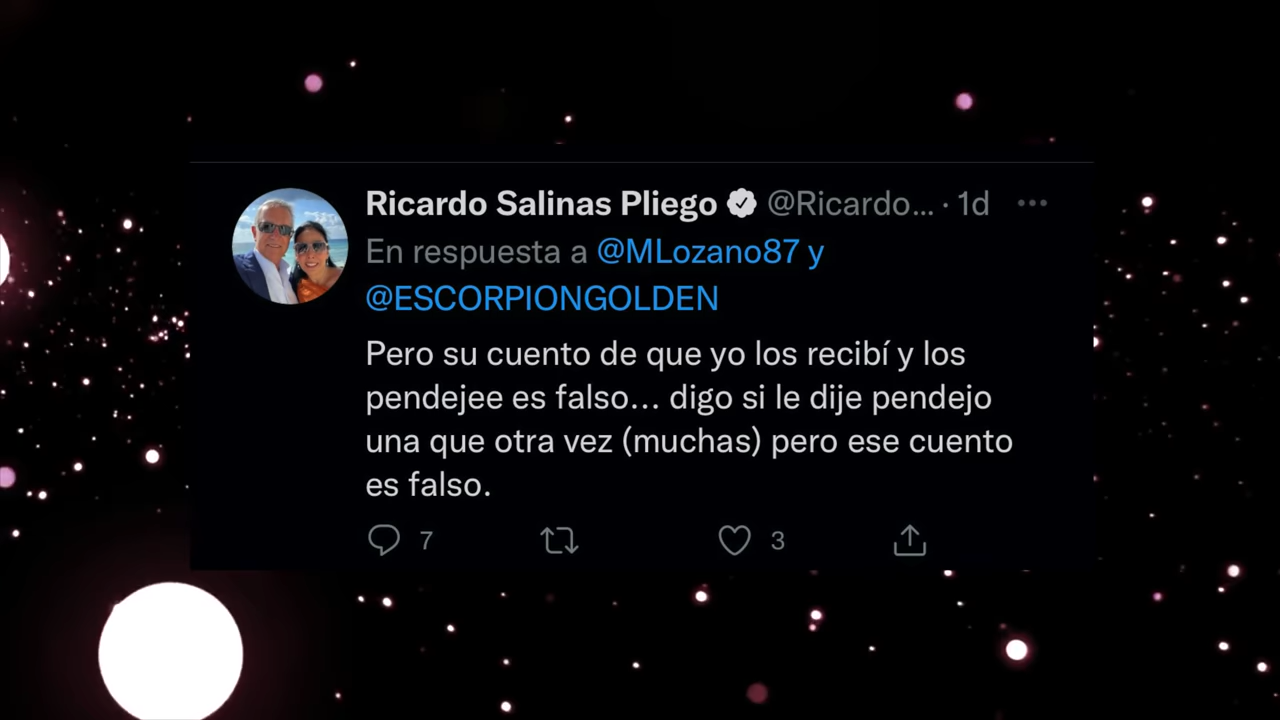 Ricardo Salinas Pliego @Ricardo... · 1d
En respuesta a @MLozano87 y
@ESCORPIONGOLDEN
Pero su cuento de que yo los recibí y los
pendejee es falso... digo si le dije pendejo
una que otra vez (muchas) pero ese cuento
es falso.
7 3